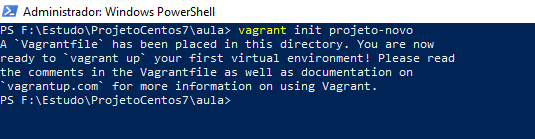 Administrador: Windows PowerShell
PS F:\Estudo\ProjetoCentos7\aula> vagrant init projeto-novo
A `Vagrantfile` has been placed in this directory. You are now
ready to `vagrant up` your first virtual environment! Please read
the comments in the Vagrantfile as well as documentation on
`vagrantup.com` for more information on using Vagrant.
PS F:\Estudo\ProjetoCentos7\aula>